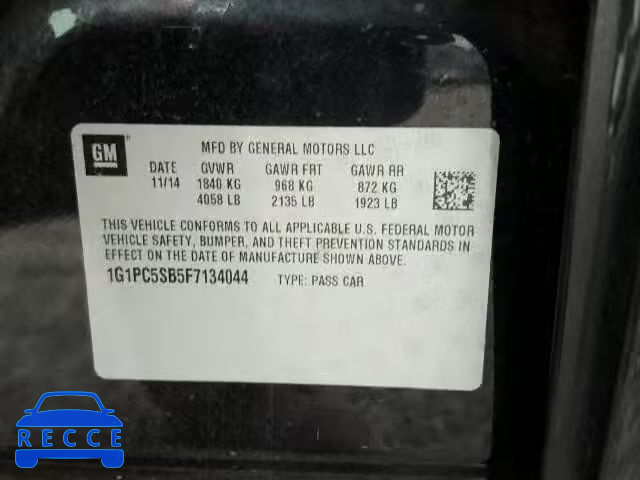 GM
MFD BY GENERAL MOTORS LLC
DATE GVWR GAWR FRT GAWR RR
11/14 1840 KG 968 KG 872 KG
4058 LB 2136 LB 1923 LB
THIS VEHICLE CONFORMS TO ALL APPLICABLE U.S. FEDERAL MOTOR
VEHICLE SAFETY, BUMPER, AND THEFT PREVENTION STANDARDS IN
EFFECT ON THE DATE OF MANUFACTURE SHOWN ABOVE.
1G1PC5SB5F7134044 TYPE: PASS CAR
RECCE